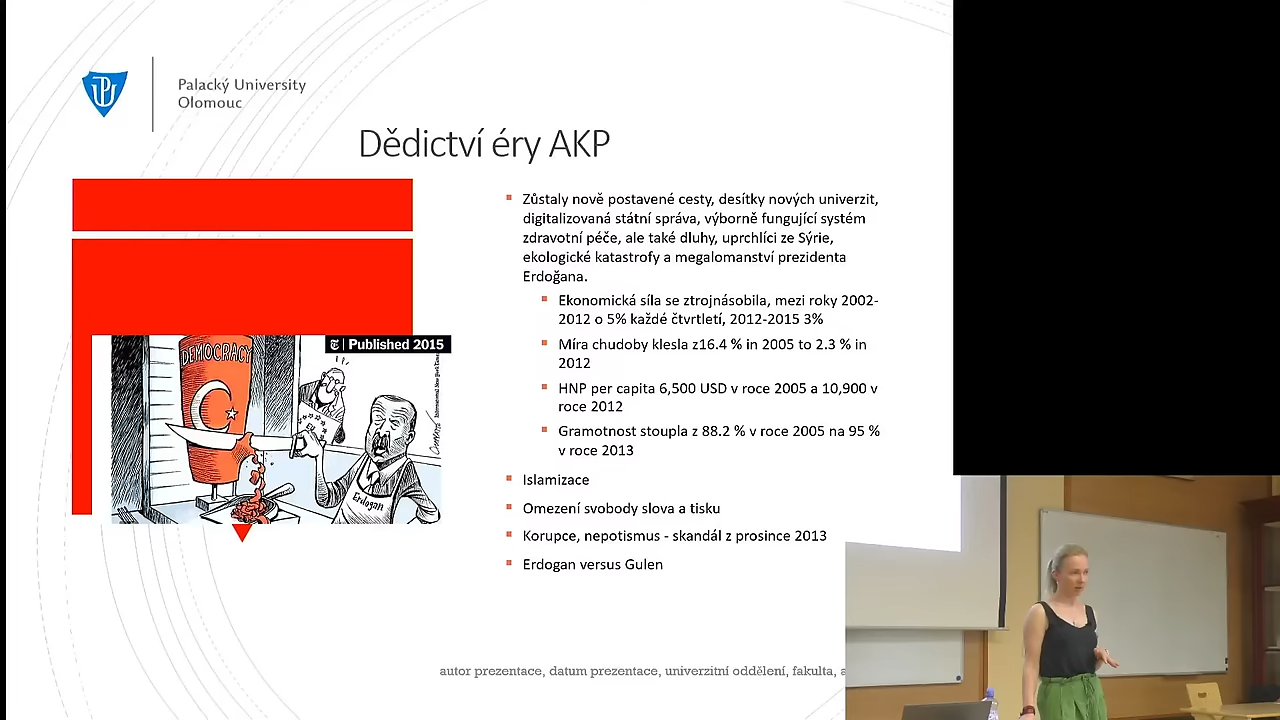 Palacký University
Olomouc
Dědictví éry AKP
Zůstaly nově postavené cesty, desítky nových univerzit,
digitalizovaná státní správa, výborně fungující systém
zdravotní péče, ale také dluhy, uprchlíci ze Sýrie,
ekologické katastrofy a megalomanství prezidenta
Erdoğana.
Ekonomická síla se ztrojnásobila, mezi roky 2002-
2012 o 5% každé čtvrtletí, 2012-2015 3%
Míra chudoby klesla z16.4 % in 2005 to 2.3 % in
2012
HNP per capita 6,500 USD v roce 2005 a 10,900 v
roce 2012
Gramotnost stoupla z 88.2 % v roce 2005 na 95 %
v roce 2013
Islamizace
Omezení svobody slova a tisku
Korupce, nepotismus - skandál z prosince 2013
Erdogan versus Gulen
Published 2015
DEMOCRACY
Erdogan
autor prezentace, datum prezentace, univerzitní oddělení, fakulta, a